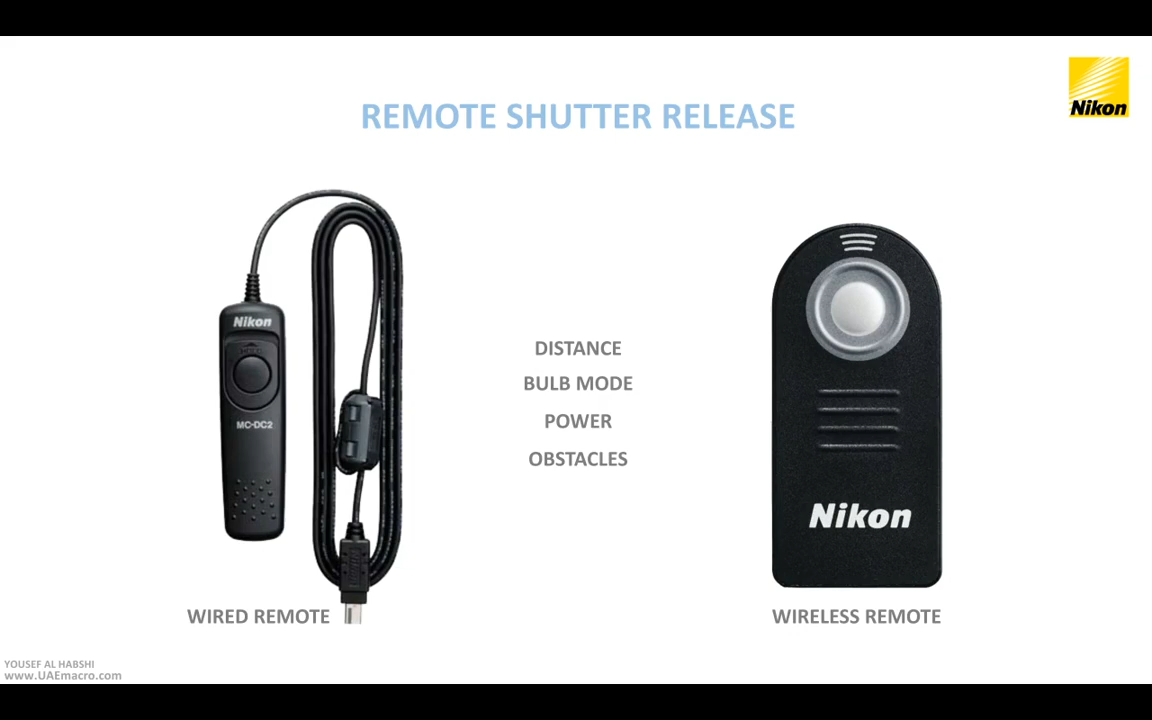 REMOTE SHUTTER RELEASE
Nikon
Nikon
MC-DC2
DISTANCE
BULB MODE
POWER
OBSTACLES
Nikon
WIRED REMOTE
WIRELESS REMOTE
YOUSEF AL HABSHI
www.UAEmacro.com